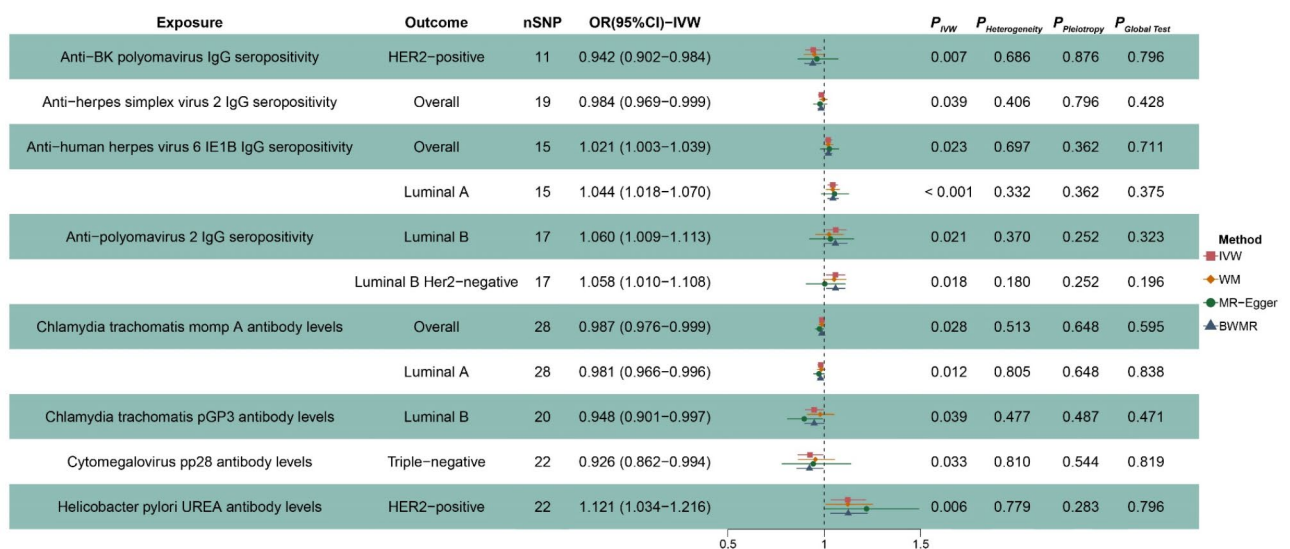 Exposure Outcome nSNP OR(95%CI)−IVW P IVW P Heterogeneity P Pleiotropy P Global Test
Anti−BK polyomavirus IgG seropositivity HER2−positive 11 0.942 (0.902−0.984) 0.007 0.686 0.876 0.796
Anti−herpes simplex virus 2 IgG seropositivity Overall 19 0.984 (0.969−0.999) 0.039 0.406 0.796 0.428
Anti−human herpes virus 6 IE1B IgG seropositivity Overall 15 1.021 (1.003−1.039) 0.023 0.697 0.362 0.711
Luminal A 15 1.044 (1.018−1.070) < 0.001 0.332 0.362 0.375
Anti−polyomavirus 2 IgG seropositivity Luminal B 17 1.060 (1.009−1.113) 0.021 0.370 0.252 0.323
Luminal B Her2−negative 17 1.058 (1.010−1.108) 0.018 0.180 0.252 0.196
Chlamydia trachomatis momp A antibody levels Overall 28 0.987 (0.976−0.999) 0.028 0.513 0.648 0.595
Luminal A 28 0.981 (0.966−0.996) 0.012 0.805 0.648 0.838
Chlamydia trachomatis pGP3 antibody levels Luminal B 20 0.948 (0.901−0.997) 0.039 0.477 0.487 0.471
Cytomegalovirus pp28 antibody levels Triple−negative 22 0.926 (0.862−0.994) 0.033 0.810 0.544 0.819
Helicobacter pylori UREA antibody levels HER2−positive 22 1.121 (1.034−1.216) 0.006 0.779 0.283 0.796
0.5 1 1.5
Method
IVW
WM
MR−Egger
BWMR